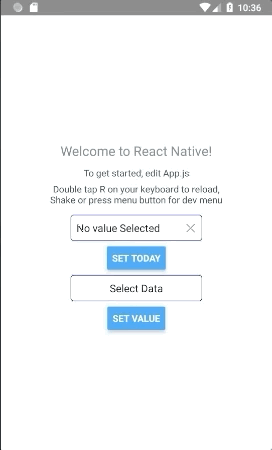 10:36
Welcome to React Native!
To get started, edit App.js
Double tap R on your keyboard to reload,
Shake or press menu button for dev menu
No value Selected
SET TODAY
Select Data
SET VALUE